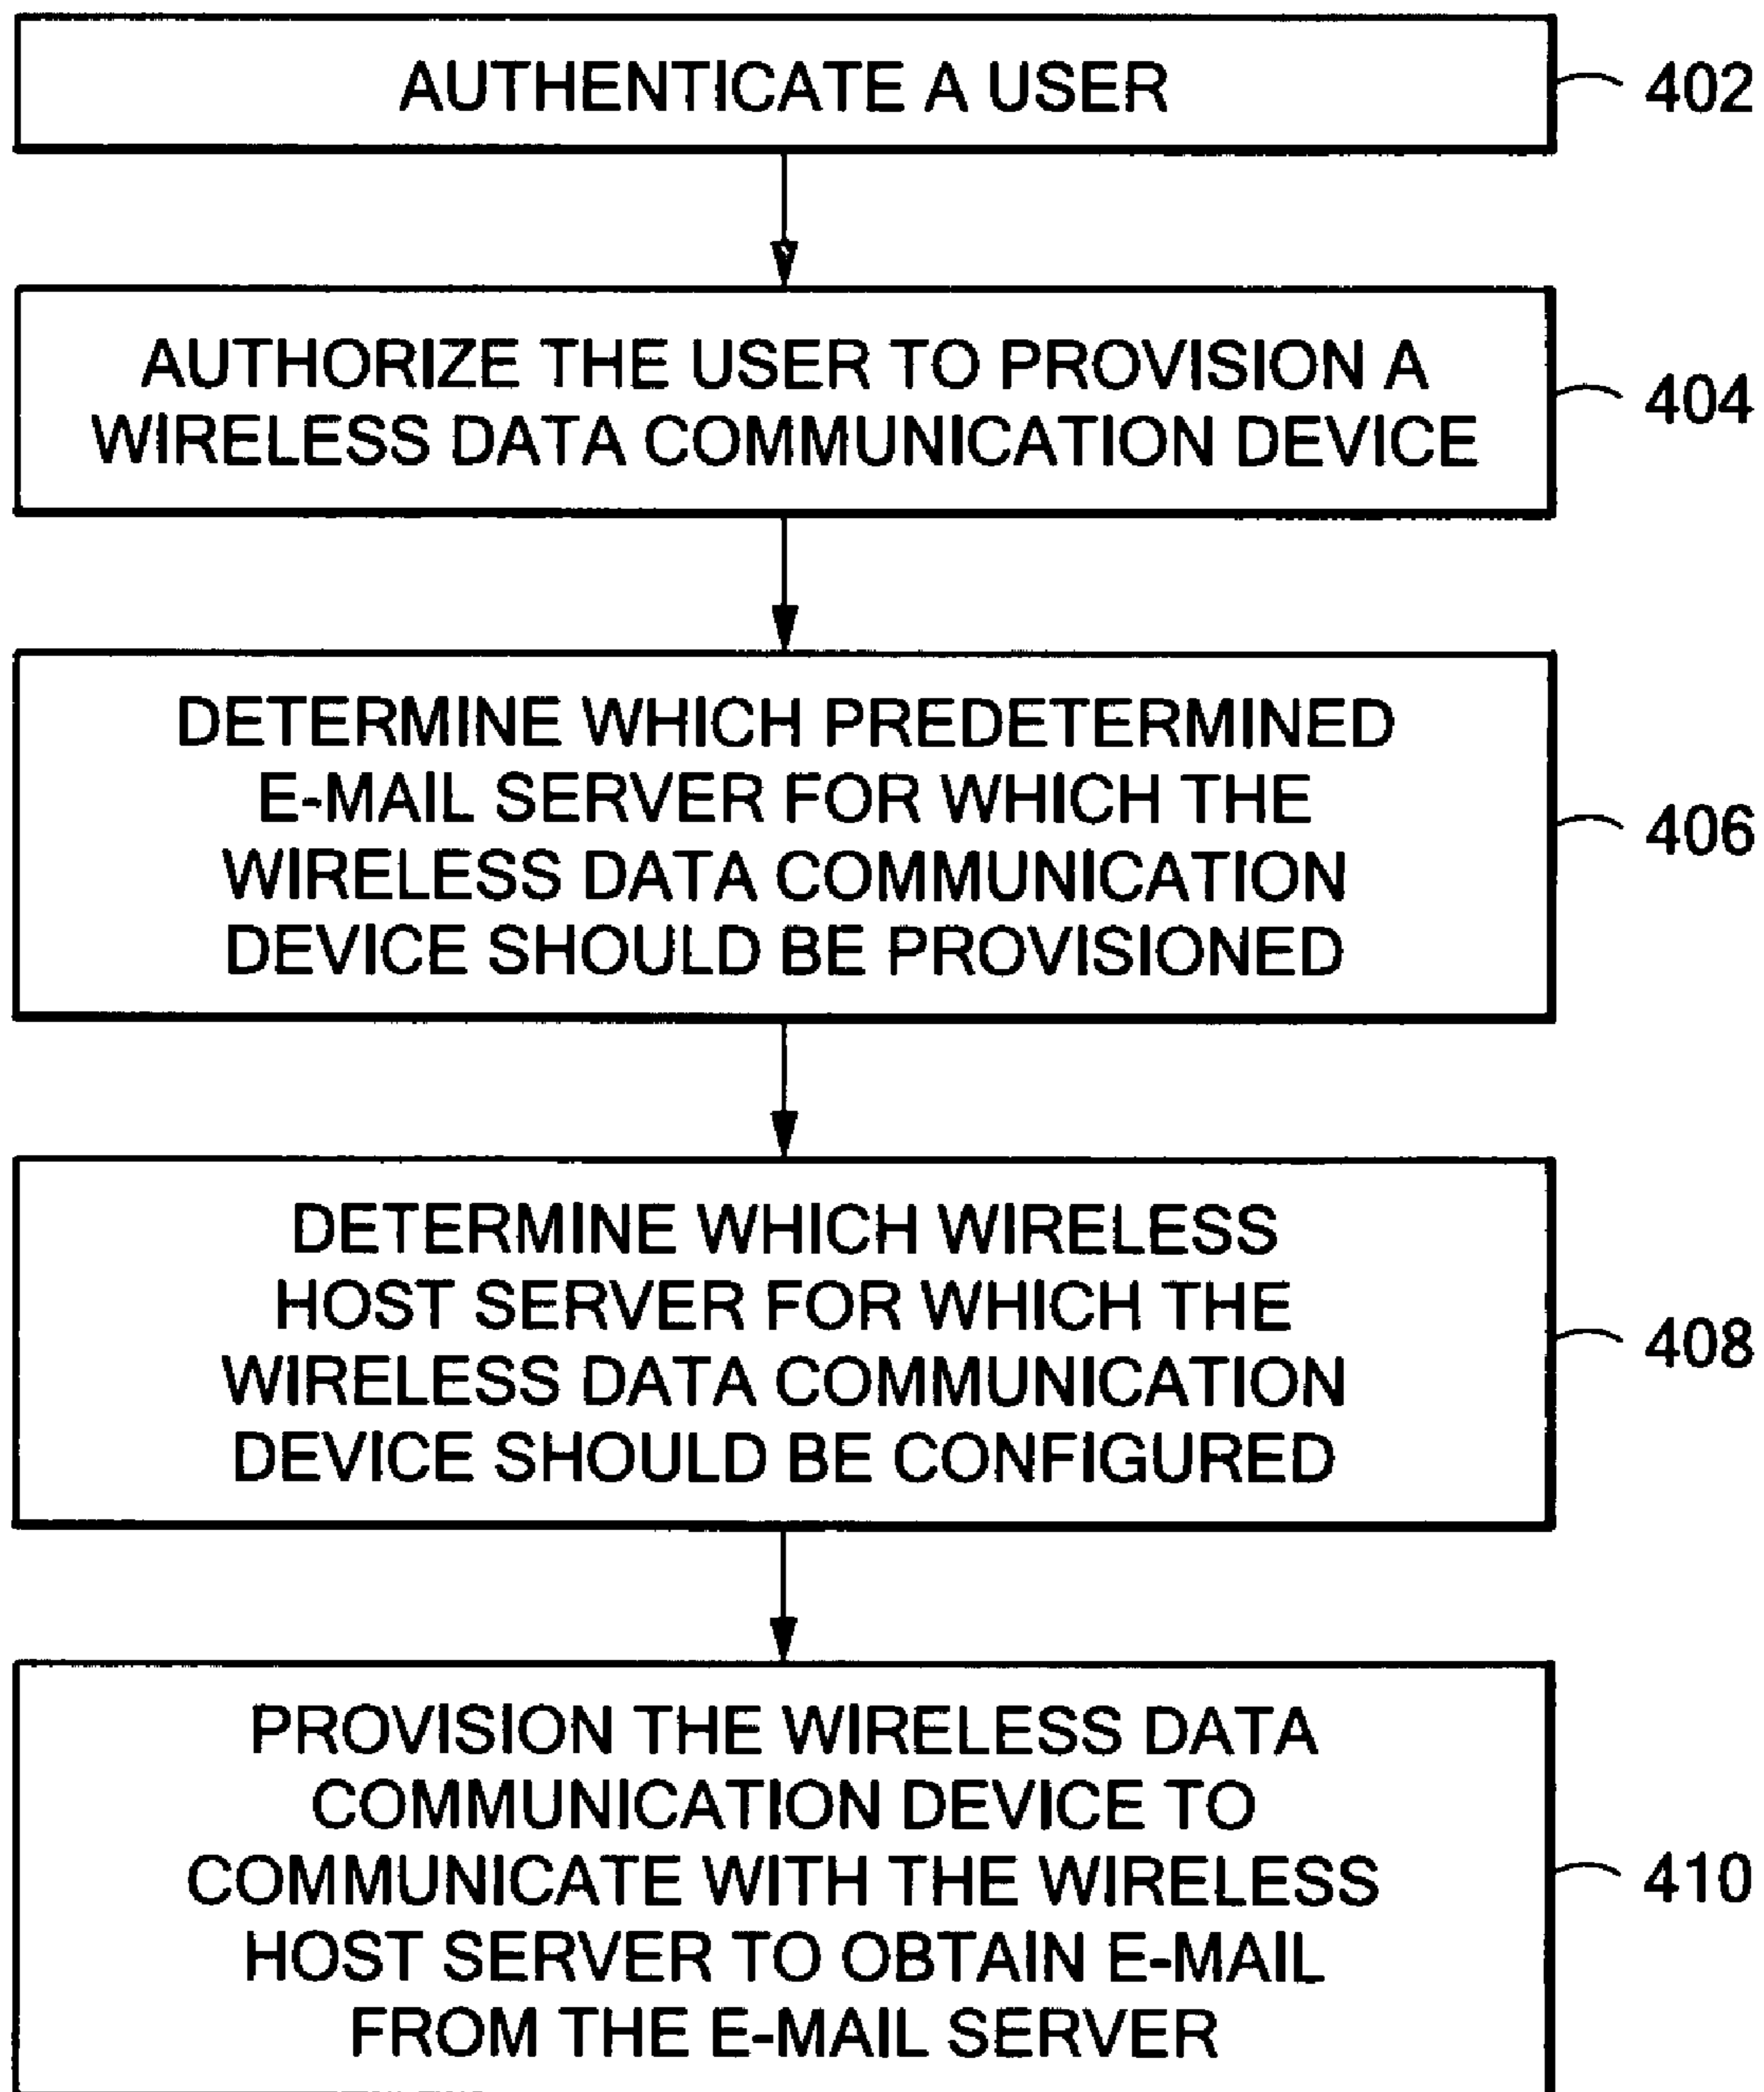 AUTHENTICATE A USER
402
AUTHORIZE THE USER TO PROVISION A
WIRELESS DATA COMMUNICATION DEVICE
404
DETERMINE WHICH PREDETERMINED
E-MAIL SERVER FOR WHICH THE
WIRELESS DATA COMMUNICATION
DEVICE SHOULD BE PROVISIONED
406
DETERMINE WHICH WIRELESS
HOST SERVER FOR WHICH THE
WIRELESS DATA COMMUNICATION
DEVICE SHOULD BE CONFIGURED
408
PROVISION THE WIRELESS DATA
COMMUNICATION DEVICE TO
COMMUNICATE WITH THE WIRELESS
HOST SERVER TO OBTAIN E-MAIL
FROM THE E-MAIL SERVER
410